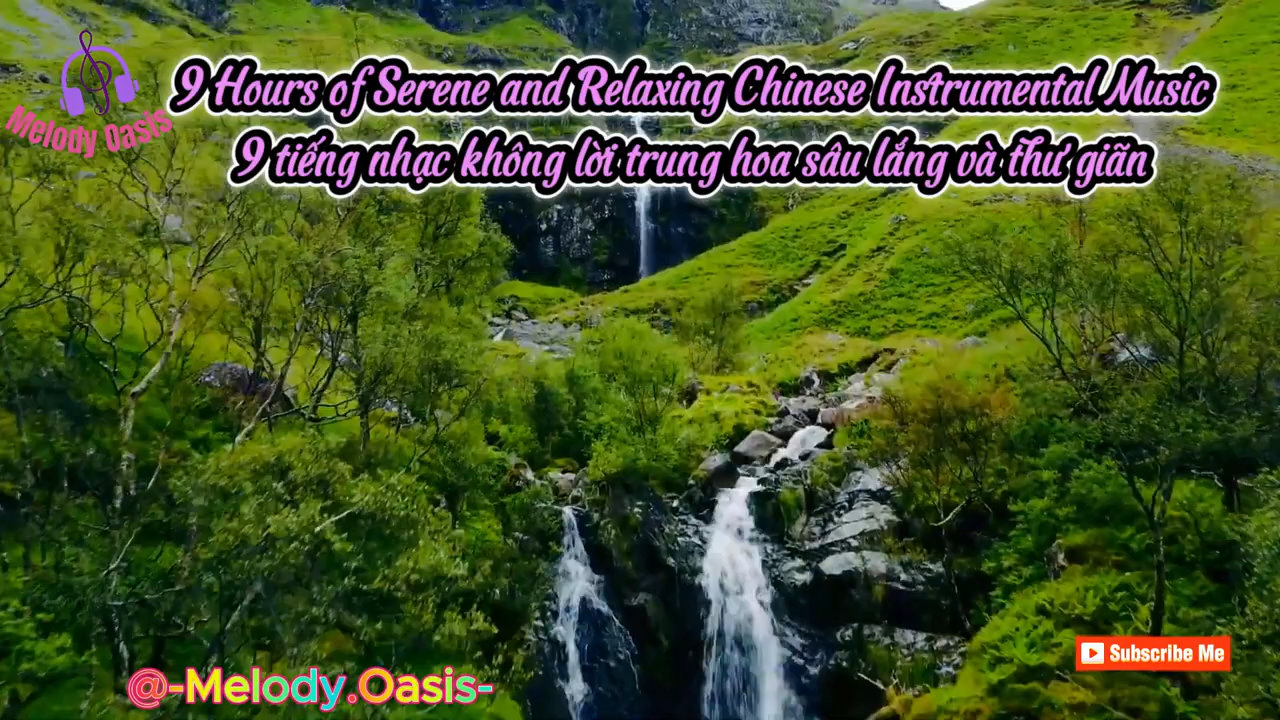 Melody Oasis
9 Hours of Serene and Relaxing Chinese Instrumental Music
9 tiếng nhạc không lời trung hoa sâu lắng và thư giãn
Subscribe Me
@-Melody.Oasis-